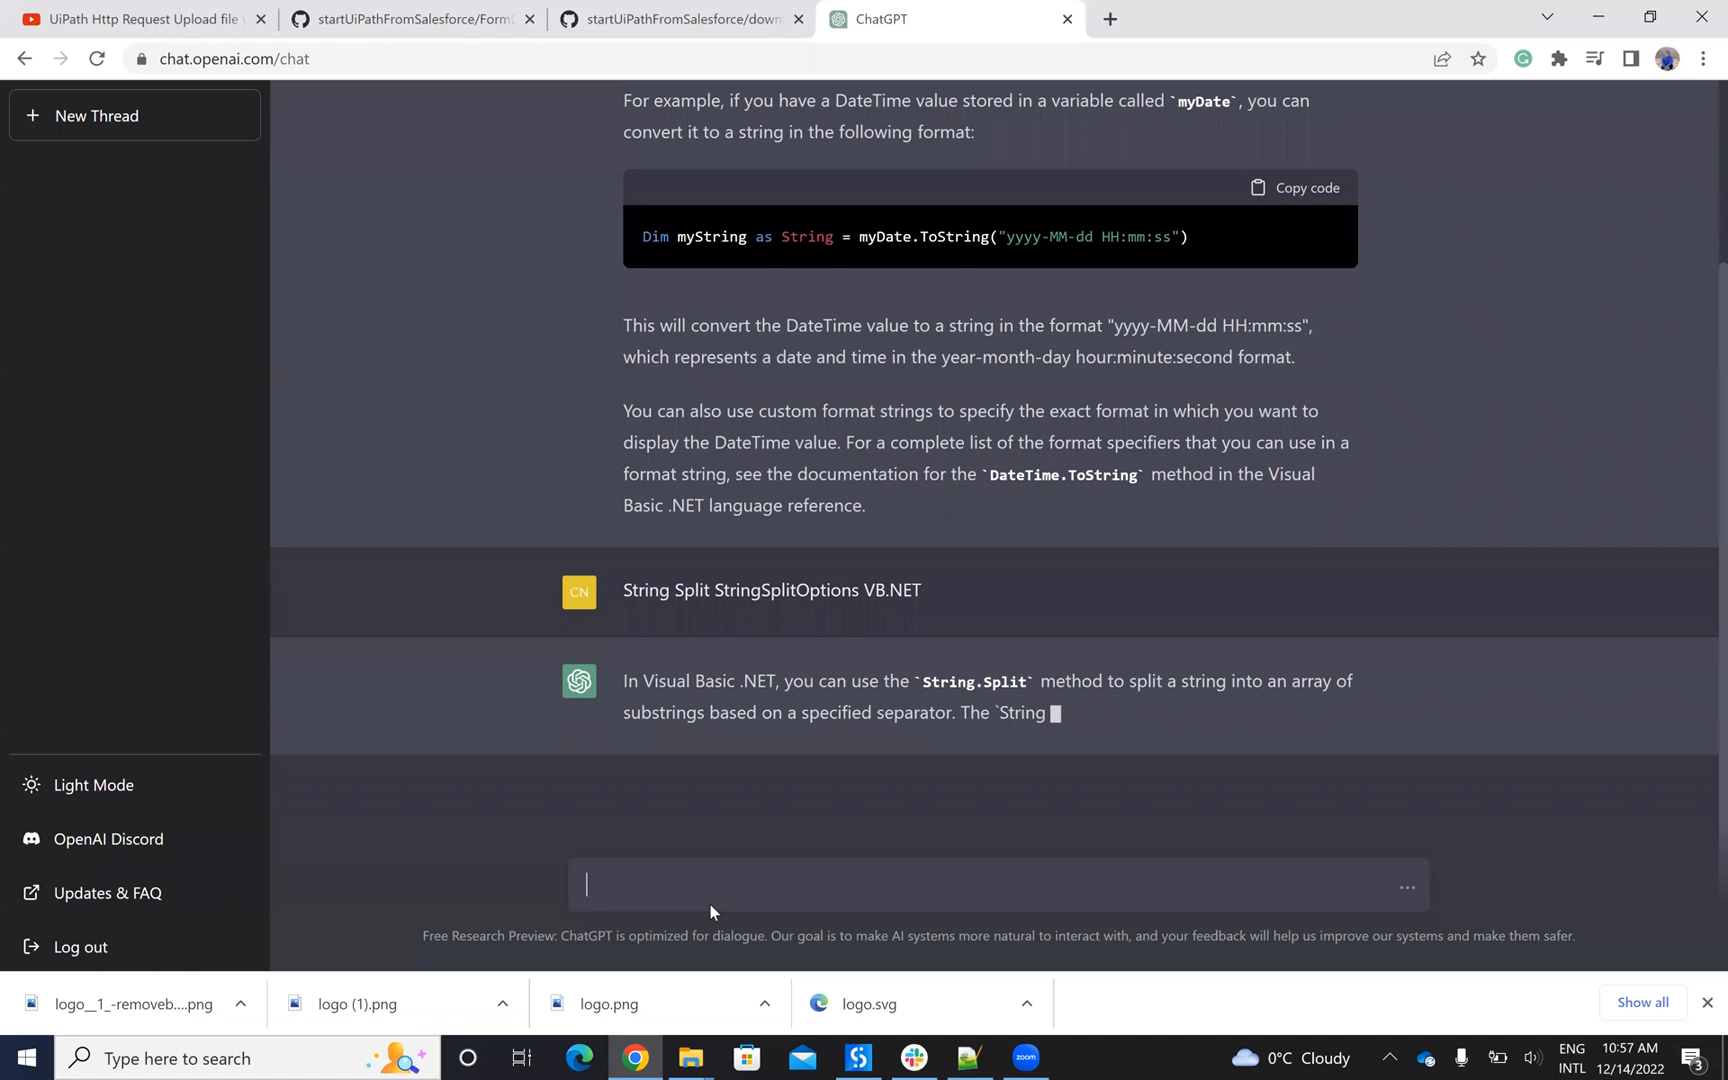 UiPath Http Request Upload file
startUiPathFromSalesforce/Form
startUiPathFromSalesforce/down
ChatGPT
chat.openai.com/chat
New Thread
For example, if you have a DateTime value stored in a variable called `myDate`, you can
convert it to a string in the following format:
Copy code
Dim myString as String = myDate.ToString("yyyy-MM-dd HH:mm:ss")
This will convert the DateTime value to a string in the format "yyyy-MM-dd HH:mm:ss",
which represents a date and time in the year-month-day hour:minute:second format.
You can also use custom format strings to specify the exact format in which you want to
display the DateTime value. For a complete list of the format specifiers that you can use in a
format string, see the documentation for the `DateTime.ToString` method in the Visual
Basic .NET language reference.
CN
String Split StringSplitOptions VB.NET
In Visual Basic .NET, you can use the `String.Split` method to split a string into an array of
substrings based on a specified separator. The `String
Light Mode
OpenAI Discord
Updates & FAQ
Log out
Free Research Preview: ChatGPT is optimized for dialogue. Our goal is to make AI systems more natural to interact with, and your feedback will help us improve our systems and make them safer.
logo__1_-removeb....png
logo (1).png
logo.png
logo.svg
Show all
Type here to search
zoom
0°C Cloudy
ENG
INTL
10:57 AM
12/14/2022
3